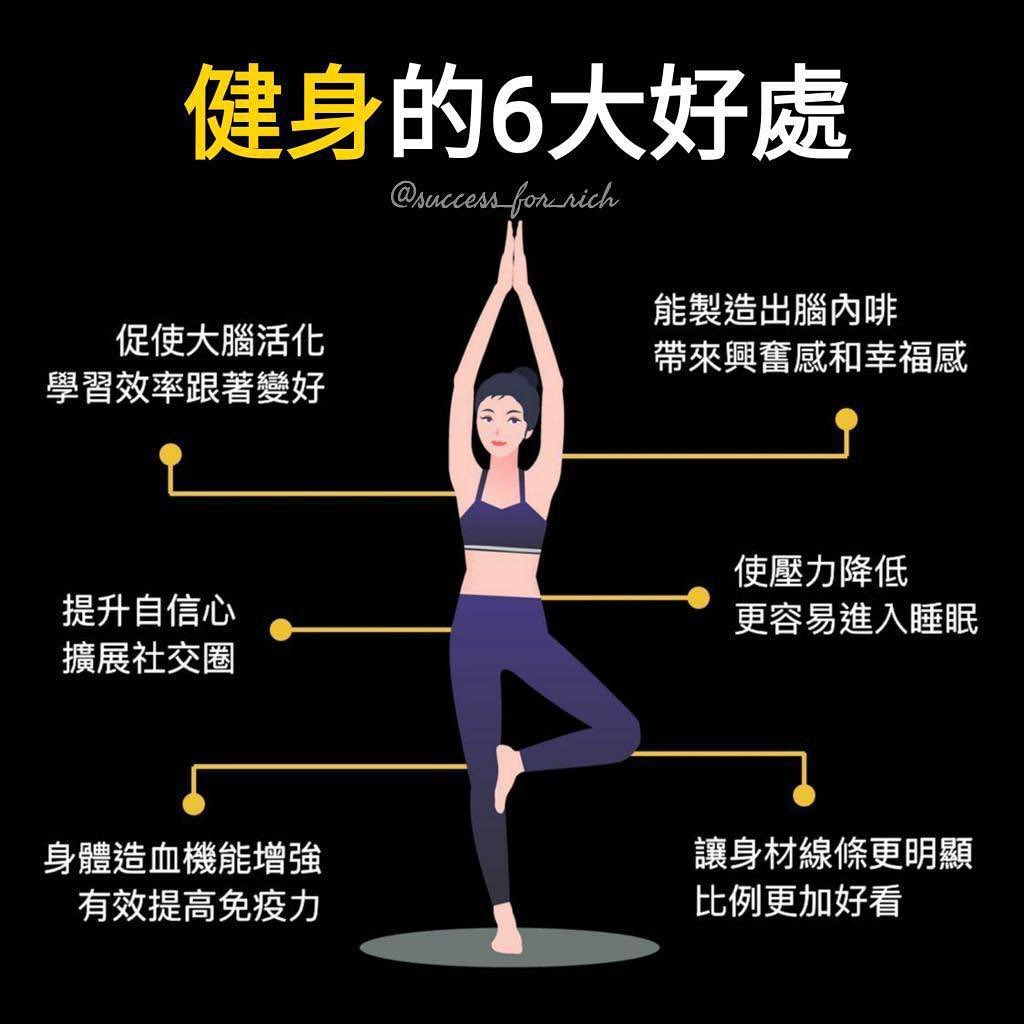 健身的6大好處
@success_for_rich
促使大腦活化
學習效率跟著變好
能製造出腦內啡
帶來興奮感和幸福感
提升自信心
擴展社交圈
使壓力降低
更容易進入睡眠
身體造血機能增強
有效提高免疫力
讓身材線條更明顯
比例更加好看